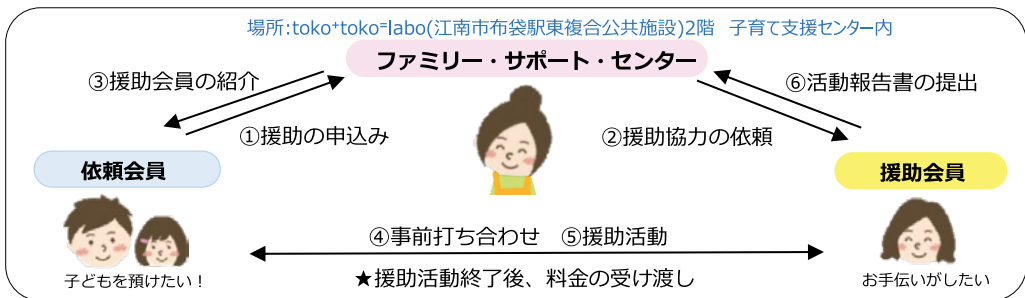 場所:toko⁺toko⁼labo(江南市布袋駅東複合公共施設)2階　子育て支援センター内
ファミリー・サポート・センター
③援助会員の紹介
⑥活動報告書の提出
①援助の申込み
②援助協力の依頼
依頼会員
援助会員
④事前打ち合わせ　⑤援助活動
子どもを預けたい！
★援助活動終了後、料金の受け渡し
お手伝いがしたい